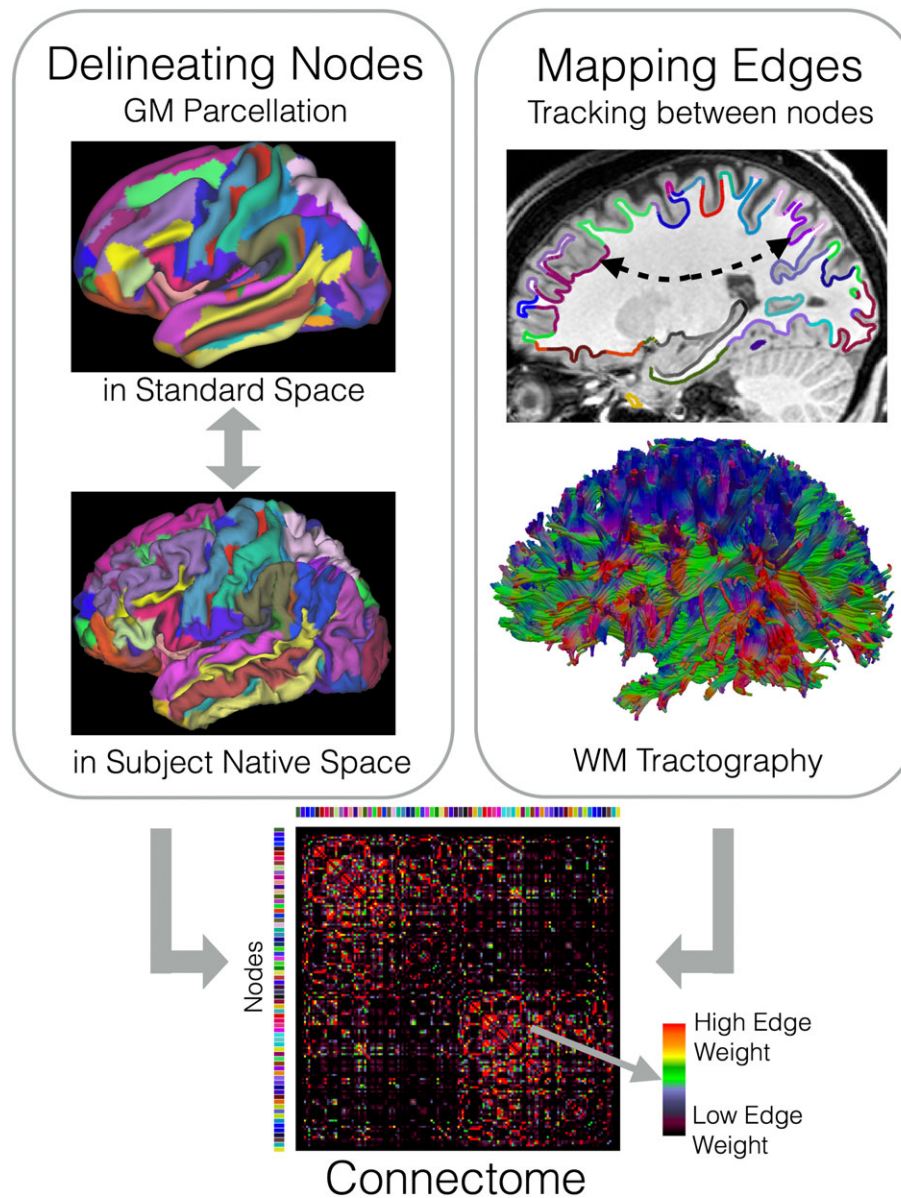 Delineating Nodes
GM Parcellation
in Standard Space
in Subject Native Space
Mapping Edges
Tracking between nodes
WM Tractography
Nodes
High Edge
Weight
Low Edge
Weight
Connectome